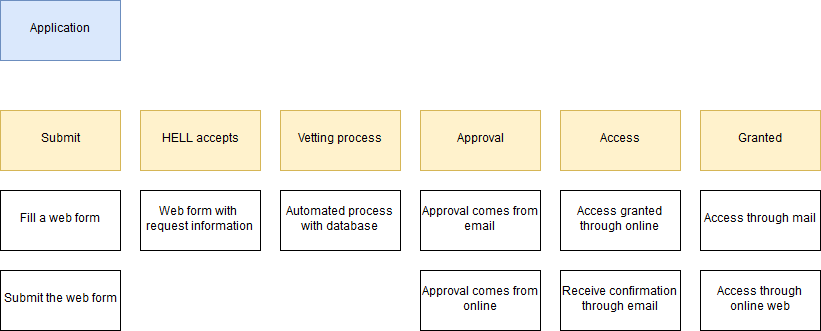 Application
Submit
HELL accepts
Vetting process
Approval
Access
Granted
Fill a web form
Web form with
request information
Automated process
with database
Approval comes from
email
Access granted
through online
Access through mail
Submit the web form
Approval comes from
online
Receive confirmation
through email
Access through
online web